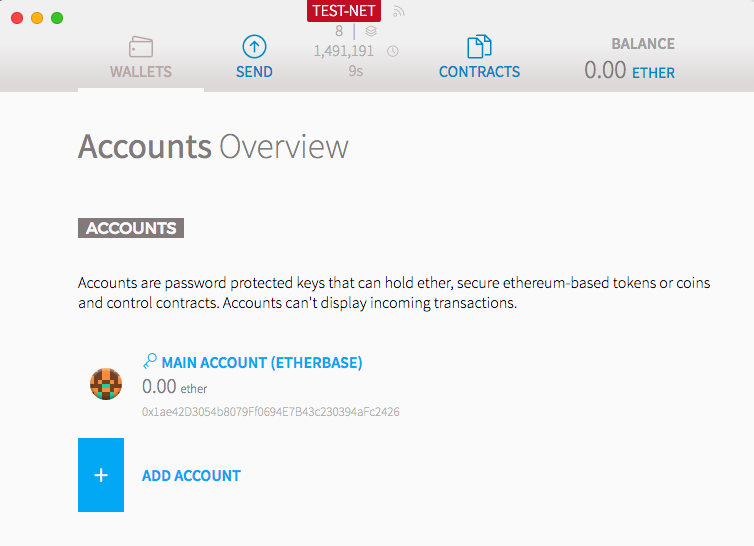 TEST-NET
8 |
1,491,191
9s
WALLETS
SEND
CONTRACTS
BALANCE
0.00 ETHER
Accounts Overview
ACCOUNTS
Accounts are password protected keys that can hold ether, secure ethereum-based tokens or coins
and control contracts. Accounts can't display incoming transactions.
MAIN ACCOUNT (ETHERBASE)
0.00 ether
0x1ae42D3054b8079Ff0694E7B43c230394aFc2426
+
ADD ACCOUNT